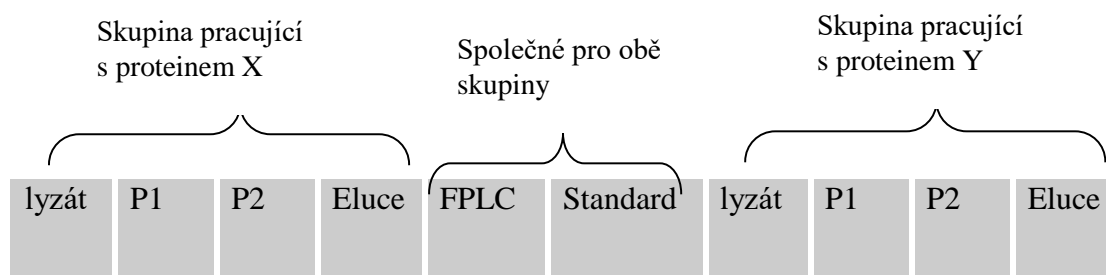 Skupina pracující
s proteinem X
Společné pro obě
skupiny
Skupina pracující
s proteinem Y
lyzát P1 P2 Eluce FPLC Standard lyzát P1 P2 Eluce